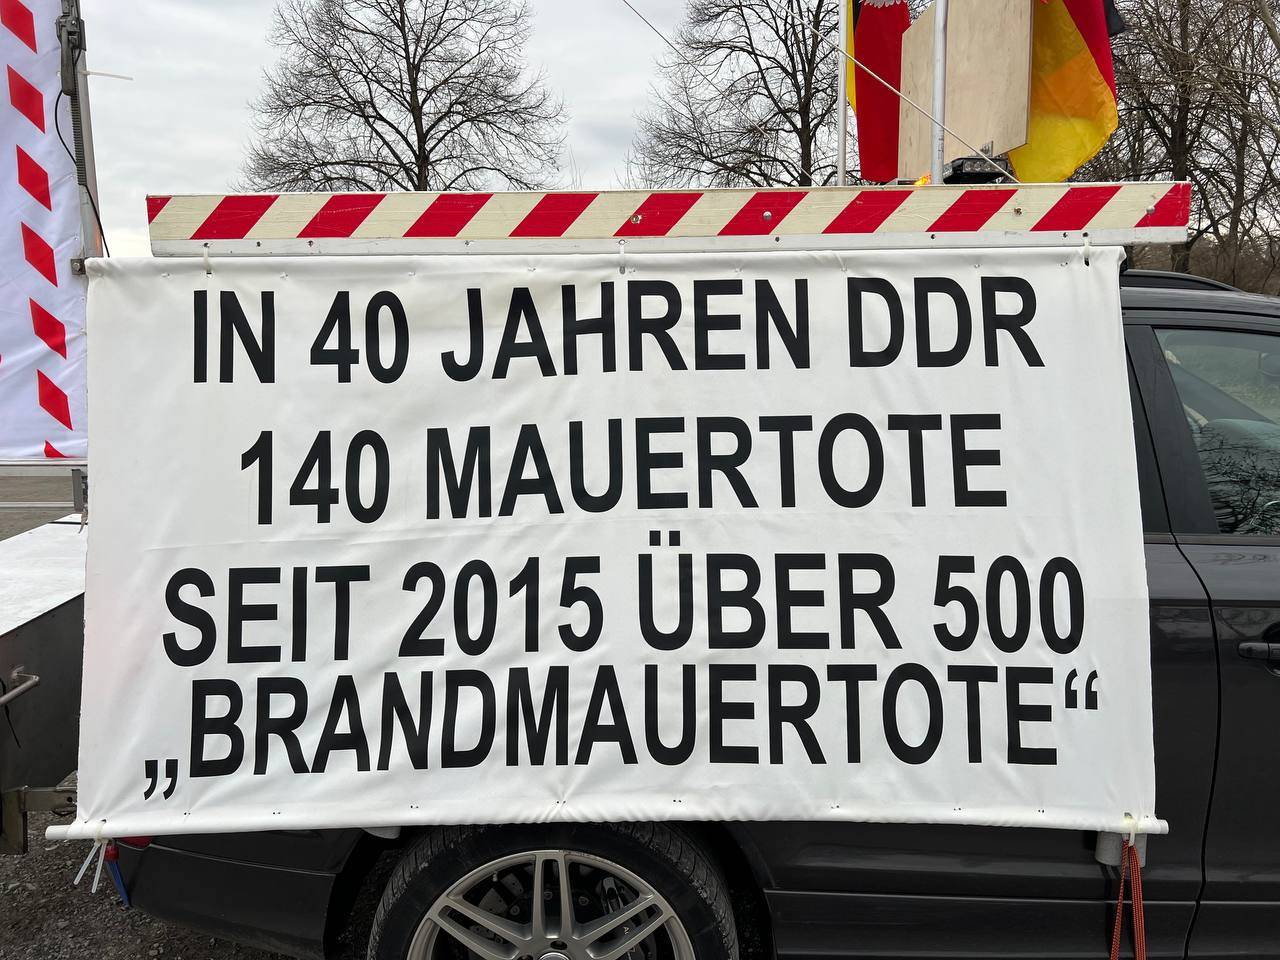 IN 40 JAHREN DDR
140 MAUERTOTE
SEIT 2015 ÜBER 500
„BRANDMAUERTOTE“